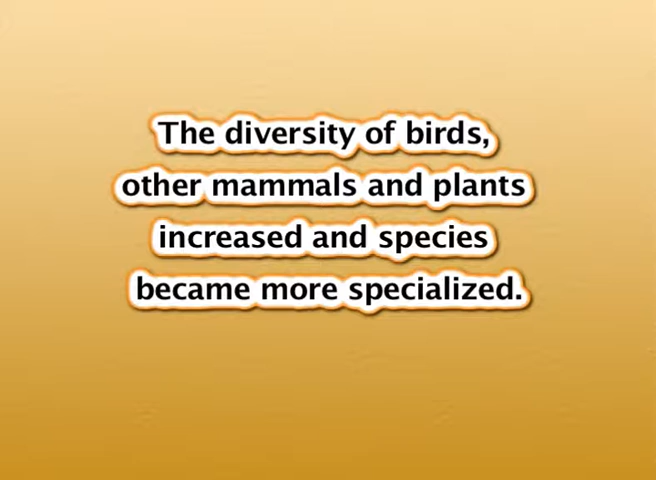 The diversity of birds,
other mammals and plants
increased and species
became more specialized.